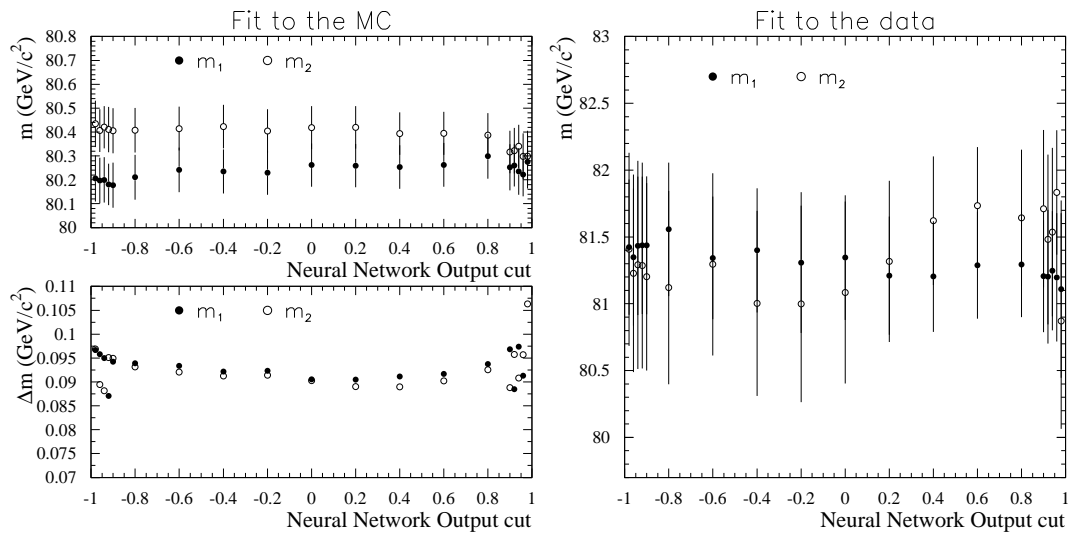 Fit to the MC
m (GeV/c²)
80.8
80.7
80.6
80.5
80.4
80.3
80.2
80.1
80
m₁ m₂
-1 -0.8 -0.6 -0.4 -0.2 0 0.2 0.4 0.6 0.8 1
Neural Network Output cut
Δm (GeV/c²)
0.11
0.105
0.1
0.095
0.09
0.085
0.08
0.075
0.07
m₁ m₂
-1 -0.8 -0.6 -0.4 -0.2 0 0.2 0.4 0.6 0.8 1
Neural Network Output cut
Fit to the data
m (GeV/c²)
83
82.5
82
81.5
81
80.5
80
m₁ m₂
-1 -0.8 -0.6 -0.4 -0.2 0 0.2 0.4 0.6 0.8 1
Neural Network Output cut